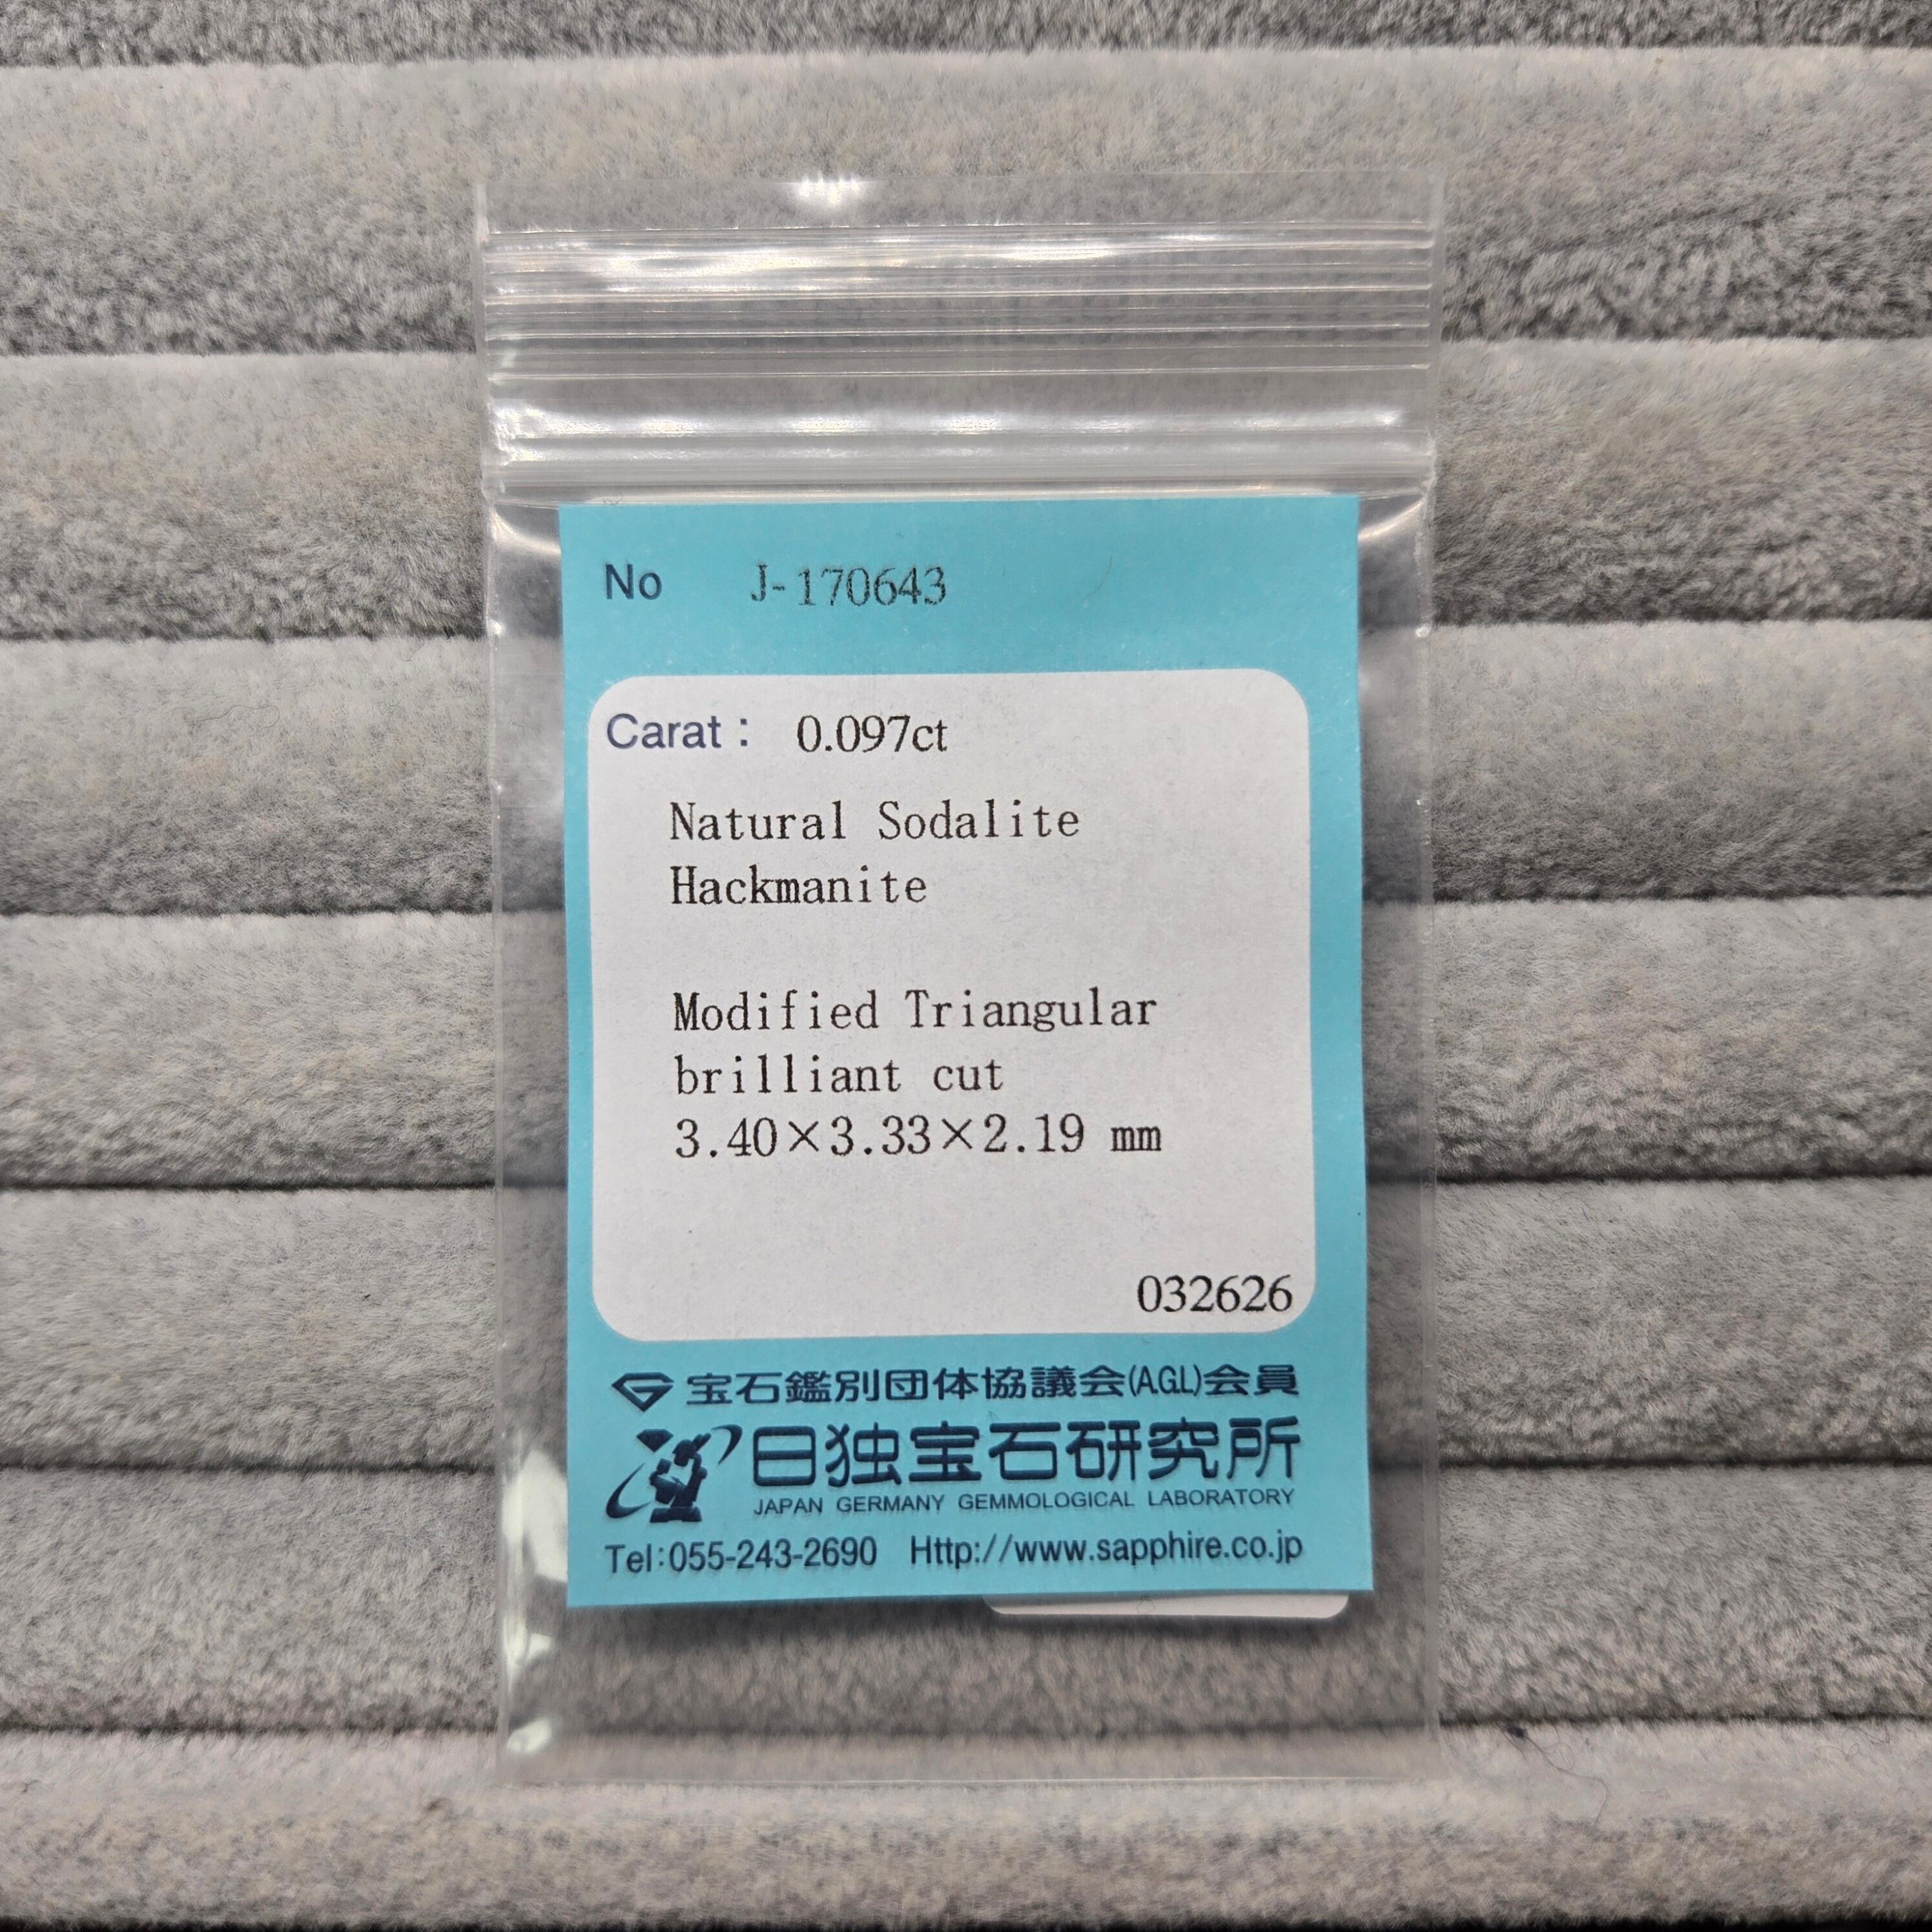 No J-170643
Carat : 0.097ct
Natural Sodalite
Hackmanite
Modified Triangular
brilliant cut
3.40×3.33×2.19 mm
032626
宝石鑑別団体協議会(A.G.L)会員
日独宝石研究所
JAPAN GERMANY GEMMOLOGICAL LABORATORY
Tel:055-243-2690 Http://www.sapphire.co.jp